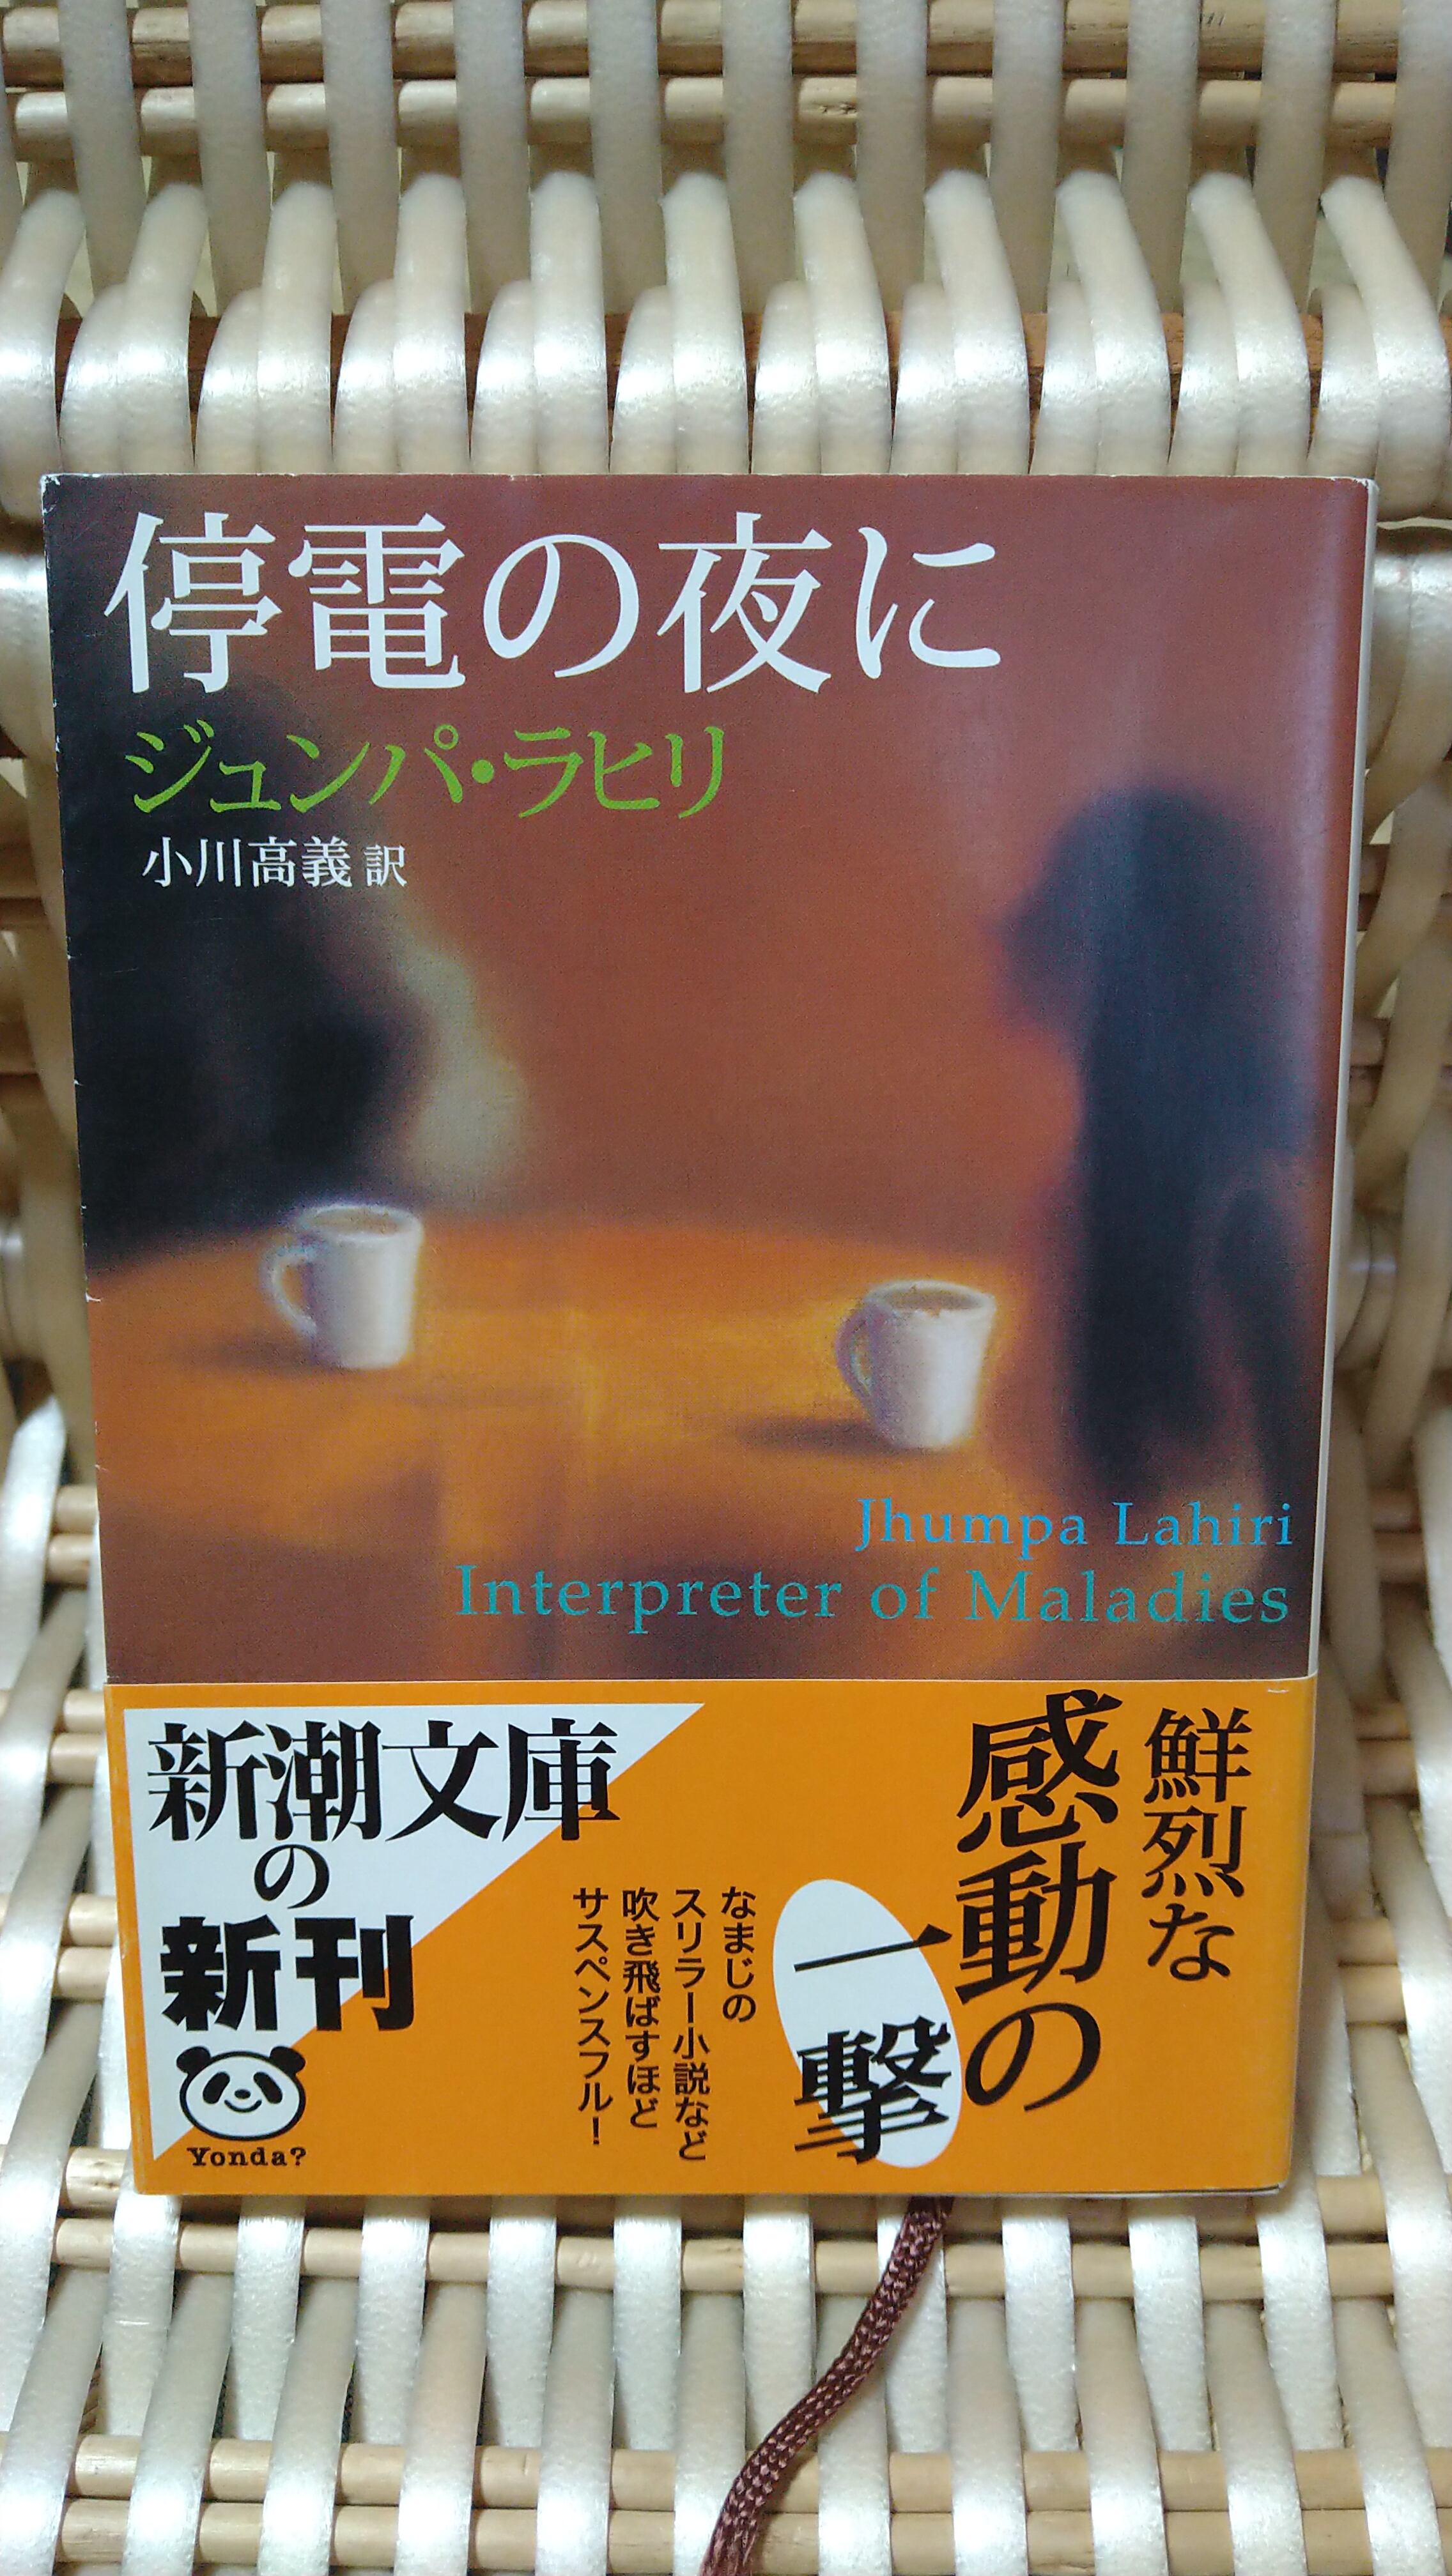 停電の夜に
ジュンパ・ラヒリ
小川高義 訳
Jhumpa Lahiri
Interpreter of Maladies
鮮烈な
感動の
一撃
なまじの
スリラー小説など
吹き飛ばすほど
サスペンスフル！
新潮文庫
の
新刊
Yonda?